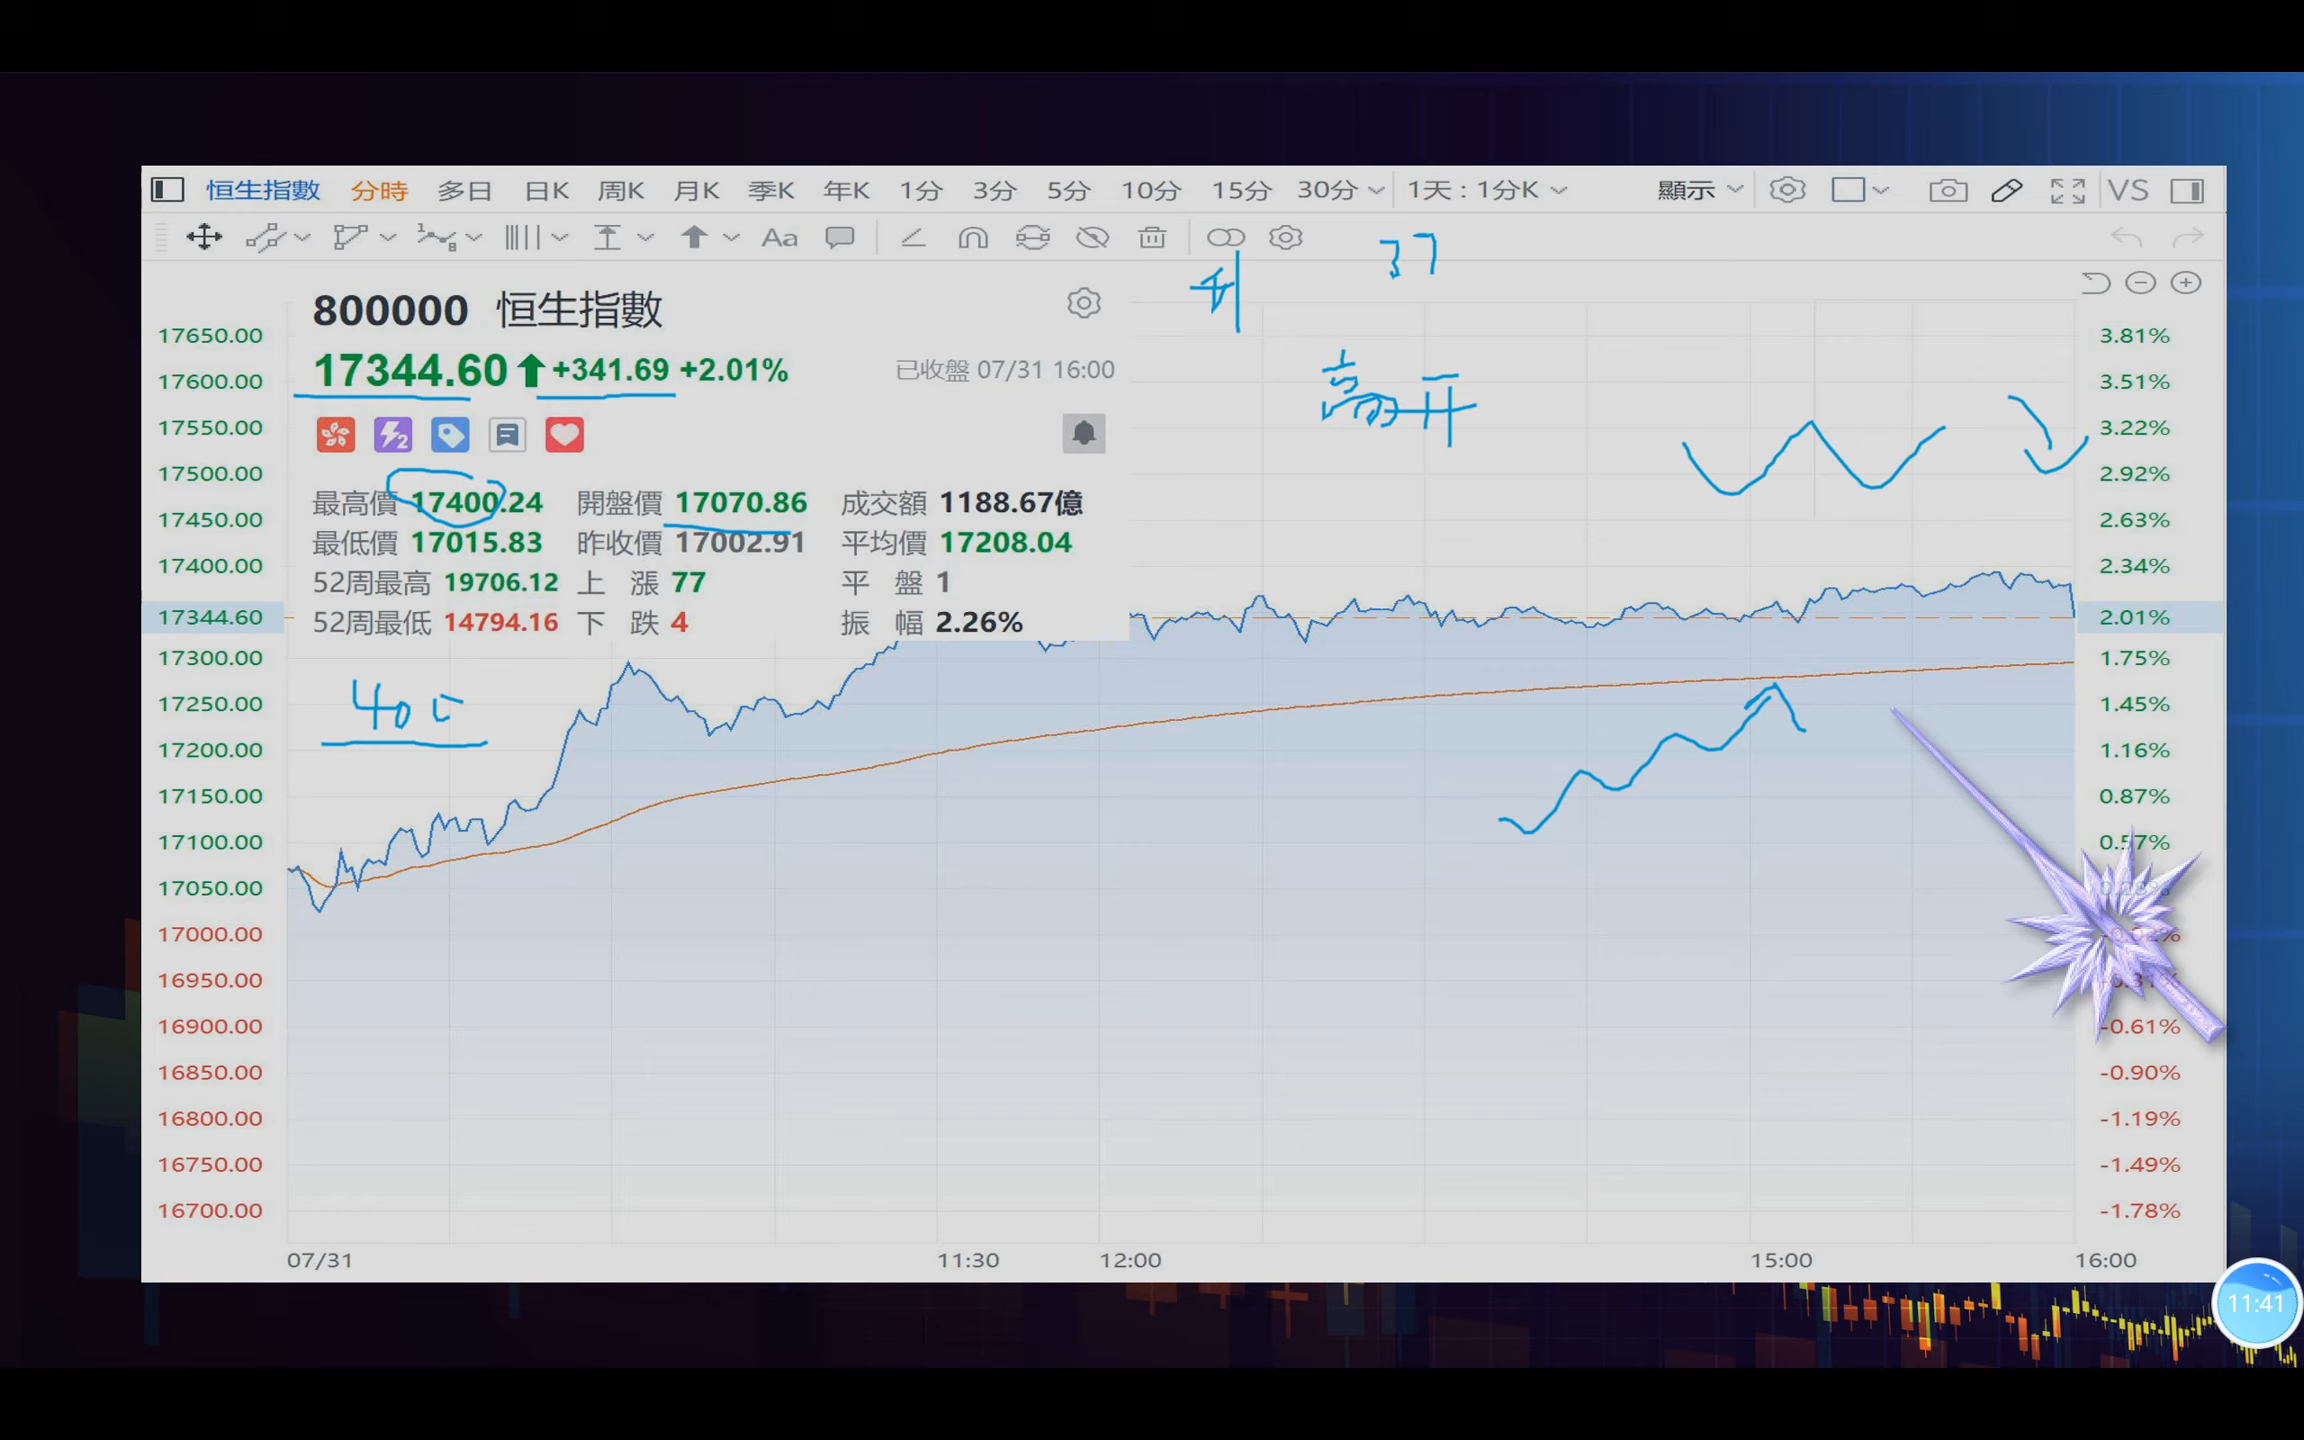 恒生指數 分時 多日 日K 周K 月K 季K 年K 1分 3分 5分 10分 15分 30分 1天：1分K 顯示 VS
Aa
升 37
800000 恒生指數
17344.60 +341.69 +2.01% 已收盤 07/31 16:00
高开
最高價 17400.24 開盤價 17070.86 成交額 1188.67億
最低價 17015.83 昨收價 17002.91 平均價 17208.04
52周最高 19706.12 上 漲 77 平 盤 1
52周最低 14794.16 下 跌 4 振 幅 2.26%
17650.00 3.81%
17600.00 3.51%
17550.00 3.22%
17500.00 2.92%
17450.00 2.63%
17400.00 2.34%
17344.60 2.01%
17300.00 1.75%
17250.00 1.45%
17200.00 1.16%
17150.00 0.87%
17100.00 0.57%
17050.00
17000.00
16950.00
16900.00 -0.61%
16850.00 -0.90%
16800.00 -1.19%
16750.00 -1.49%
16700.00 -1.78%
07/31 11:30 12:00 15:00 16:00
11:41